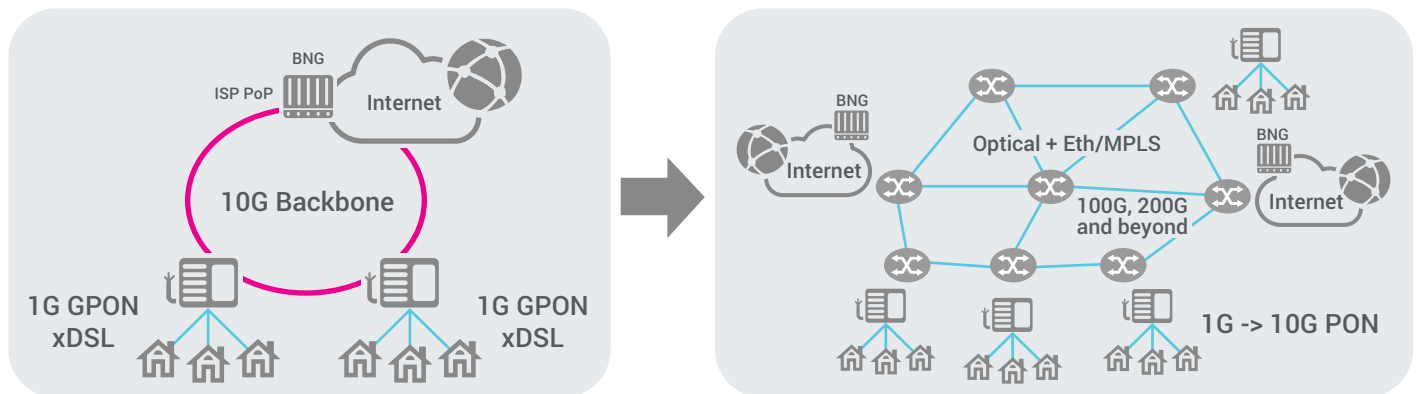 BNG
ISP PoP
Internet
10G Backbone
1G GPON
xDSL
1G GPON
xDSL
BNG
Internet
Optical + Eth/MPLS
BNG
Internet
100G, 200G
and beyond
1G -> 10G PON